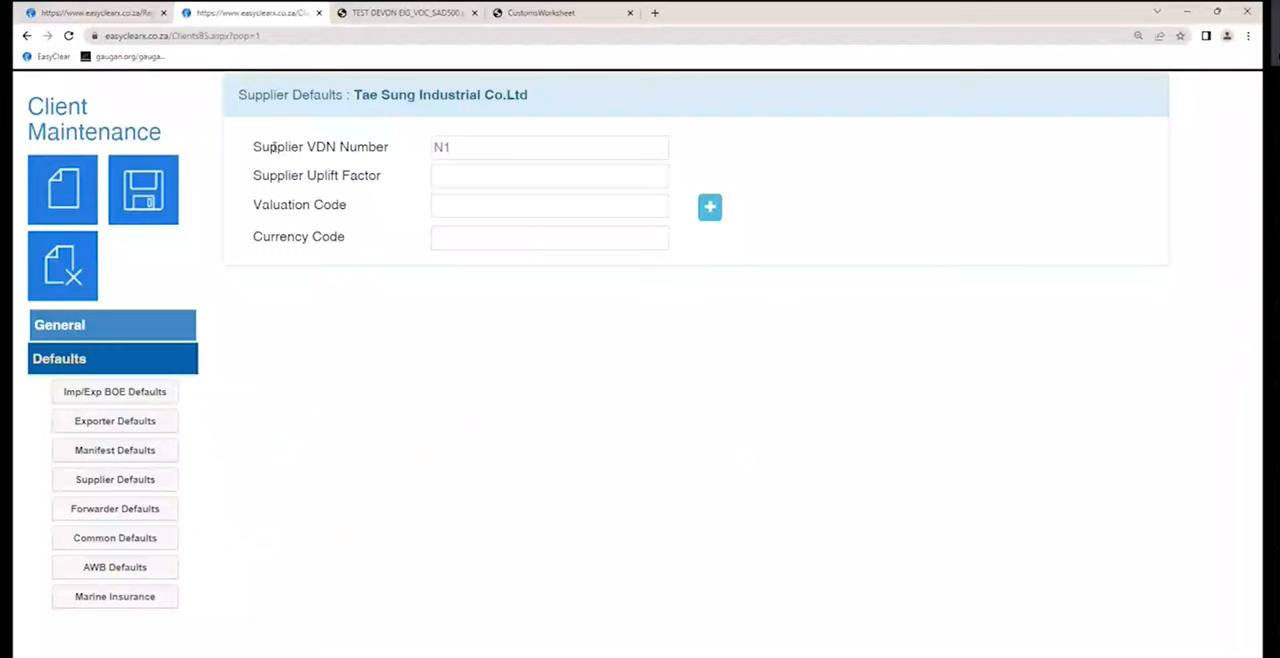 https://www.easyclearx.co.za/Re
https://www.easyclearx.co.za/Cli
TEST DEVON EIG_VOC_SAD500.
CustomsWorksheet
easyclearx.co.za/ClientsBS.aspx?pop=1
EasyClear
gaugan.org/gauga...
Client
Maintenance
Supplier Defaults : Tae Sung Industrial Co.Ltd
Supplier VDN Number
N1
Supplier Uplift Factor
Valuation Code
Currency Code
General
Defaults
Imp/Exp BOE Defaults
Exporter Defaults
Manifest Defaults
Supplier Defaults
Forwarder Defaults
Common Defaults
AWB Defaults
Marine Insurance